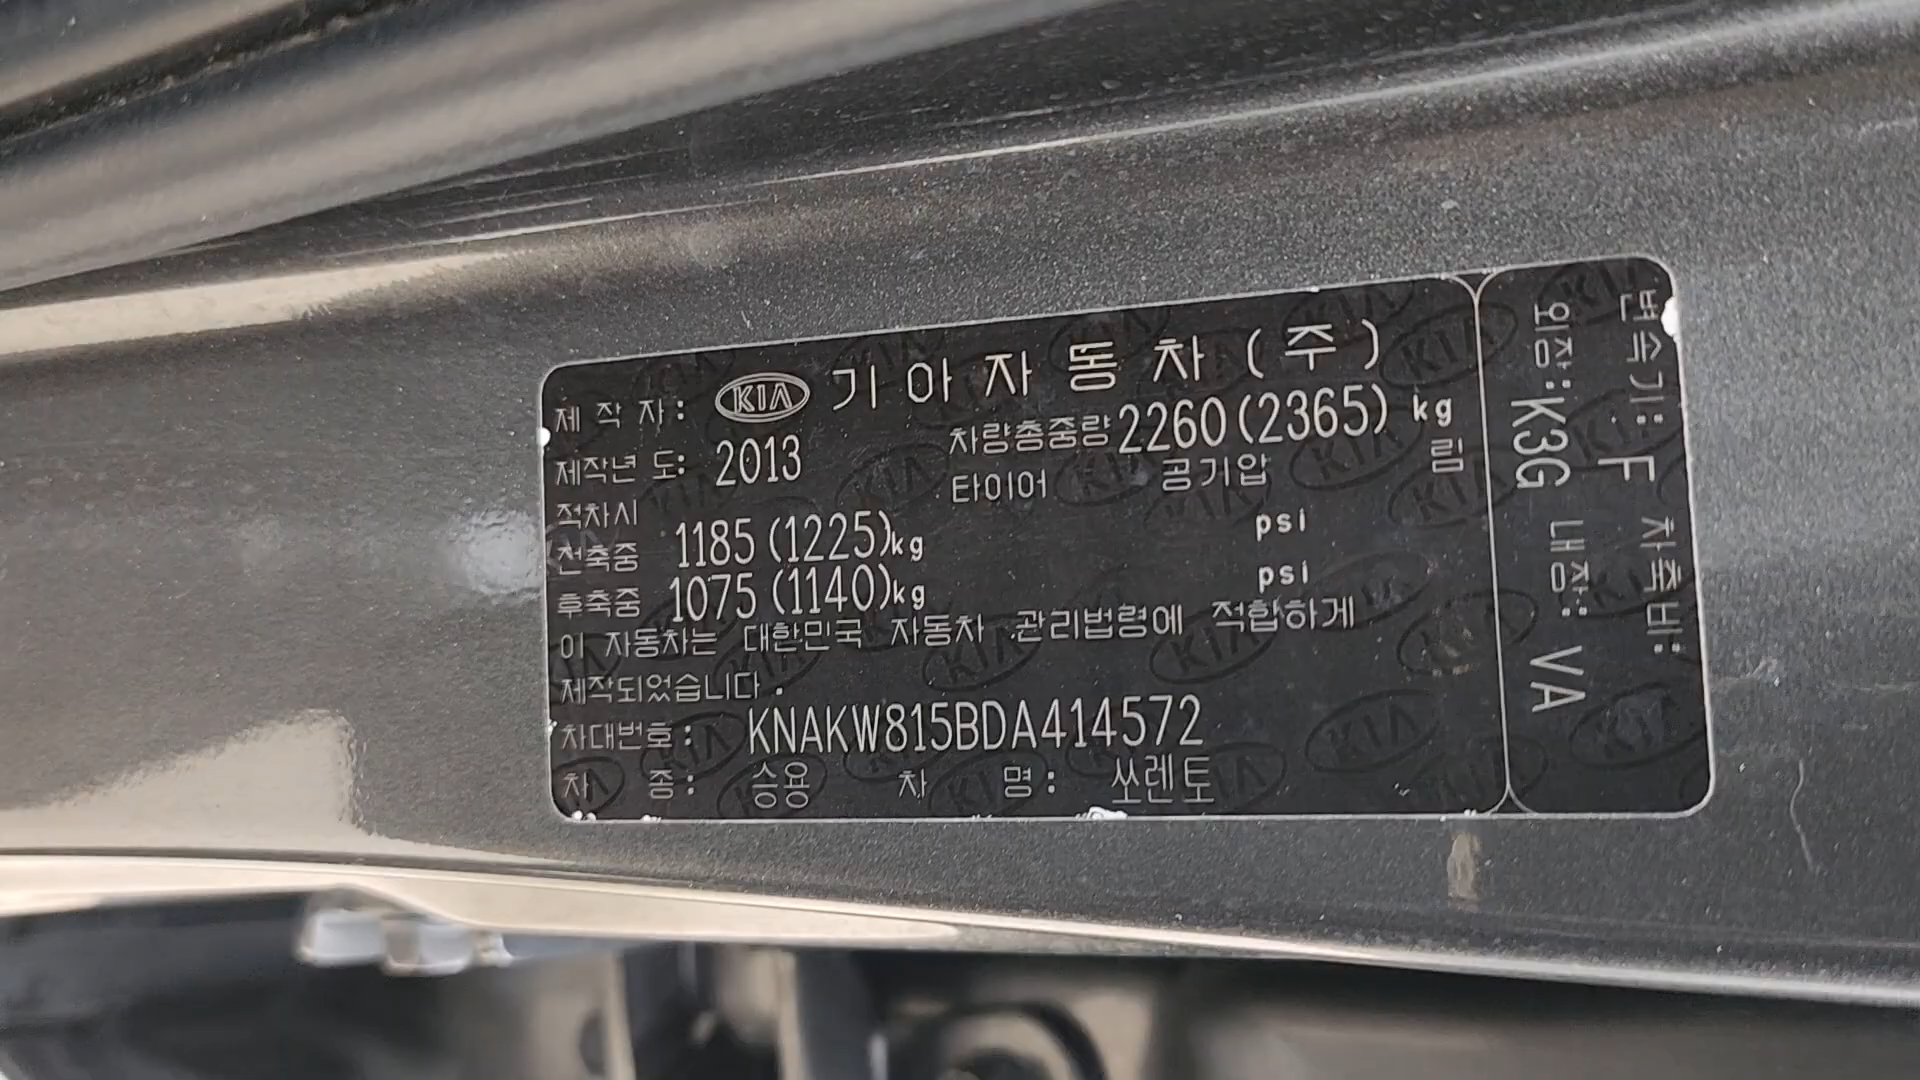 제 작 자: KIA 기 아 자 동 차 (주)
제작년 도: 2013 차량총중량 2260 (2365) kg
타이어 공기압 림
적차시
전축중 1185 (1225)kg psi
후축중 1075 (1140)kg psi
이 자동차는 대한민국 자동차 관리법령에 적합하게
제작되었습니다.
차대번호: KNAKW815BDA414572
차 종: 승용 차 명: 쏘렌토
변속기: F 차축비:
외장: K3G 내장: VA